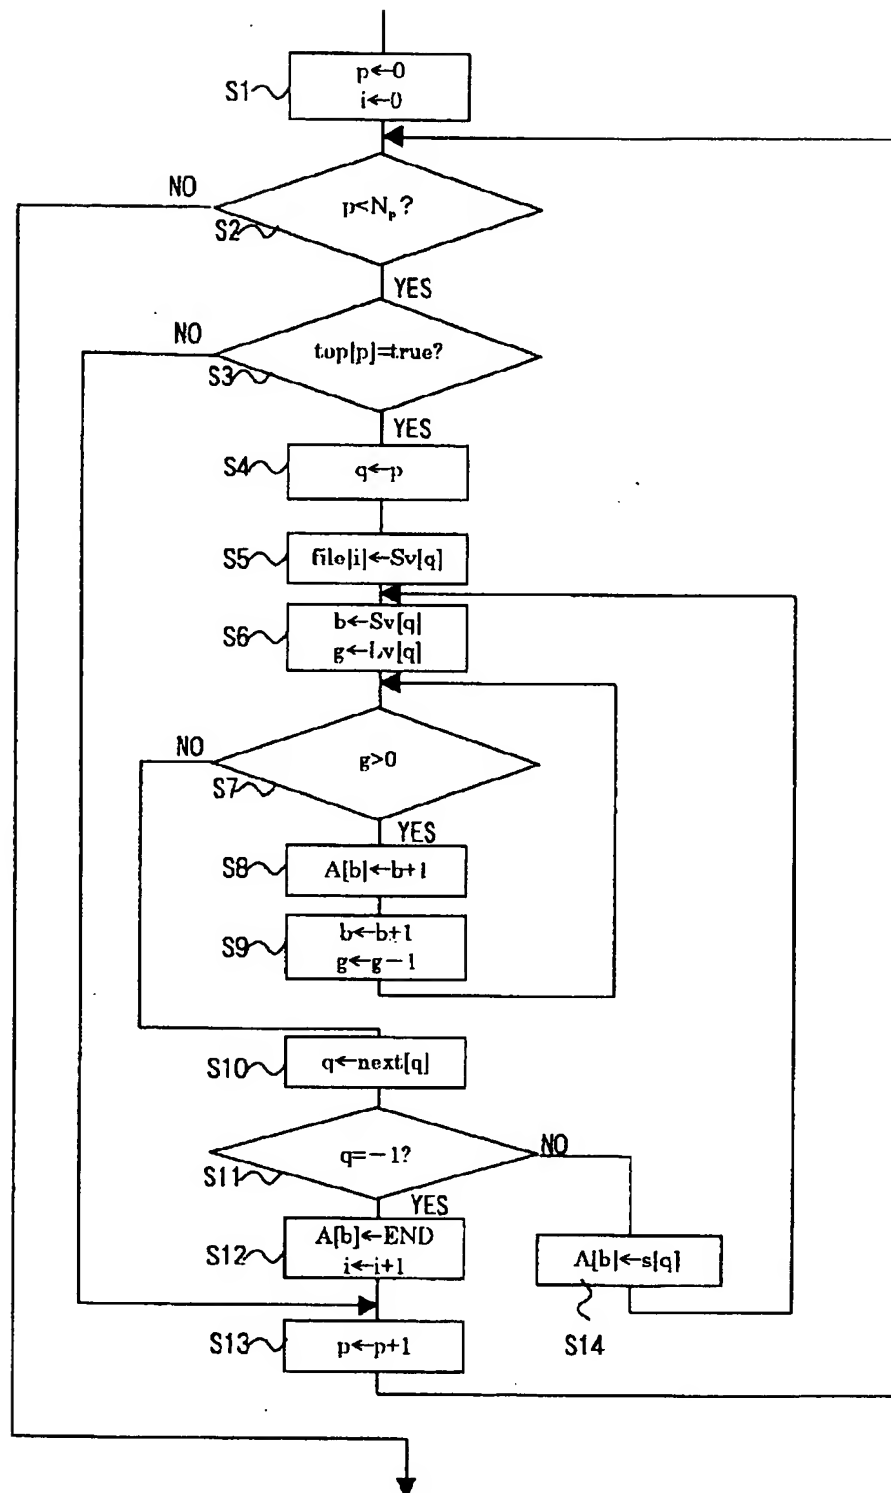 S1
p←0
i←0
NO
p<Nₚ?
S2
YES
NO
top[p]=true?
S3
YES
S4
q←p
S5
file[i]←Sv[q]
S6
b←Sv[q]
g←Lv[q]
NO
g>0
S7
YES
S8
A[b]←b+1
S9
b←b+1
g←g-1
S10
q←next[q]
q=-1?
NO
S11
YES
S12
A[b]←END
i←i+1
A[b]←s[q]
S13
p←p+1
S14